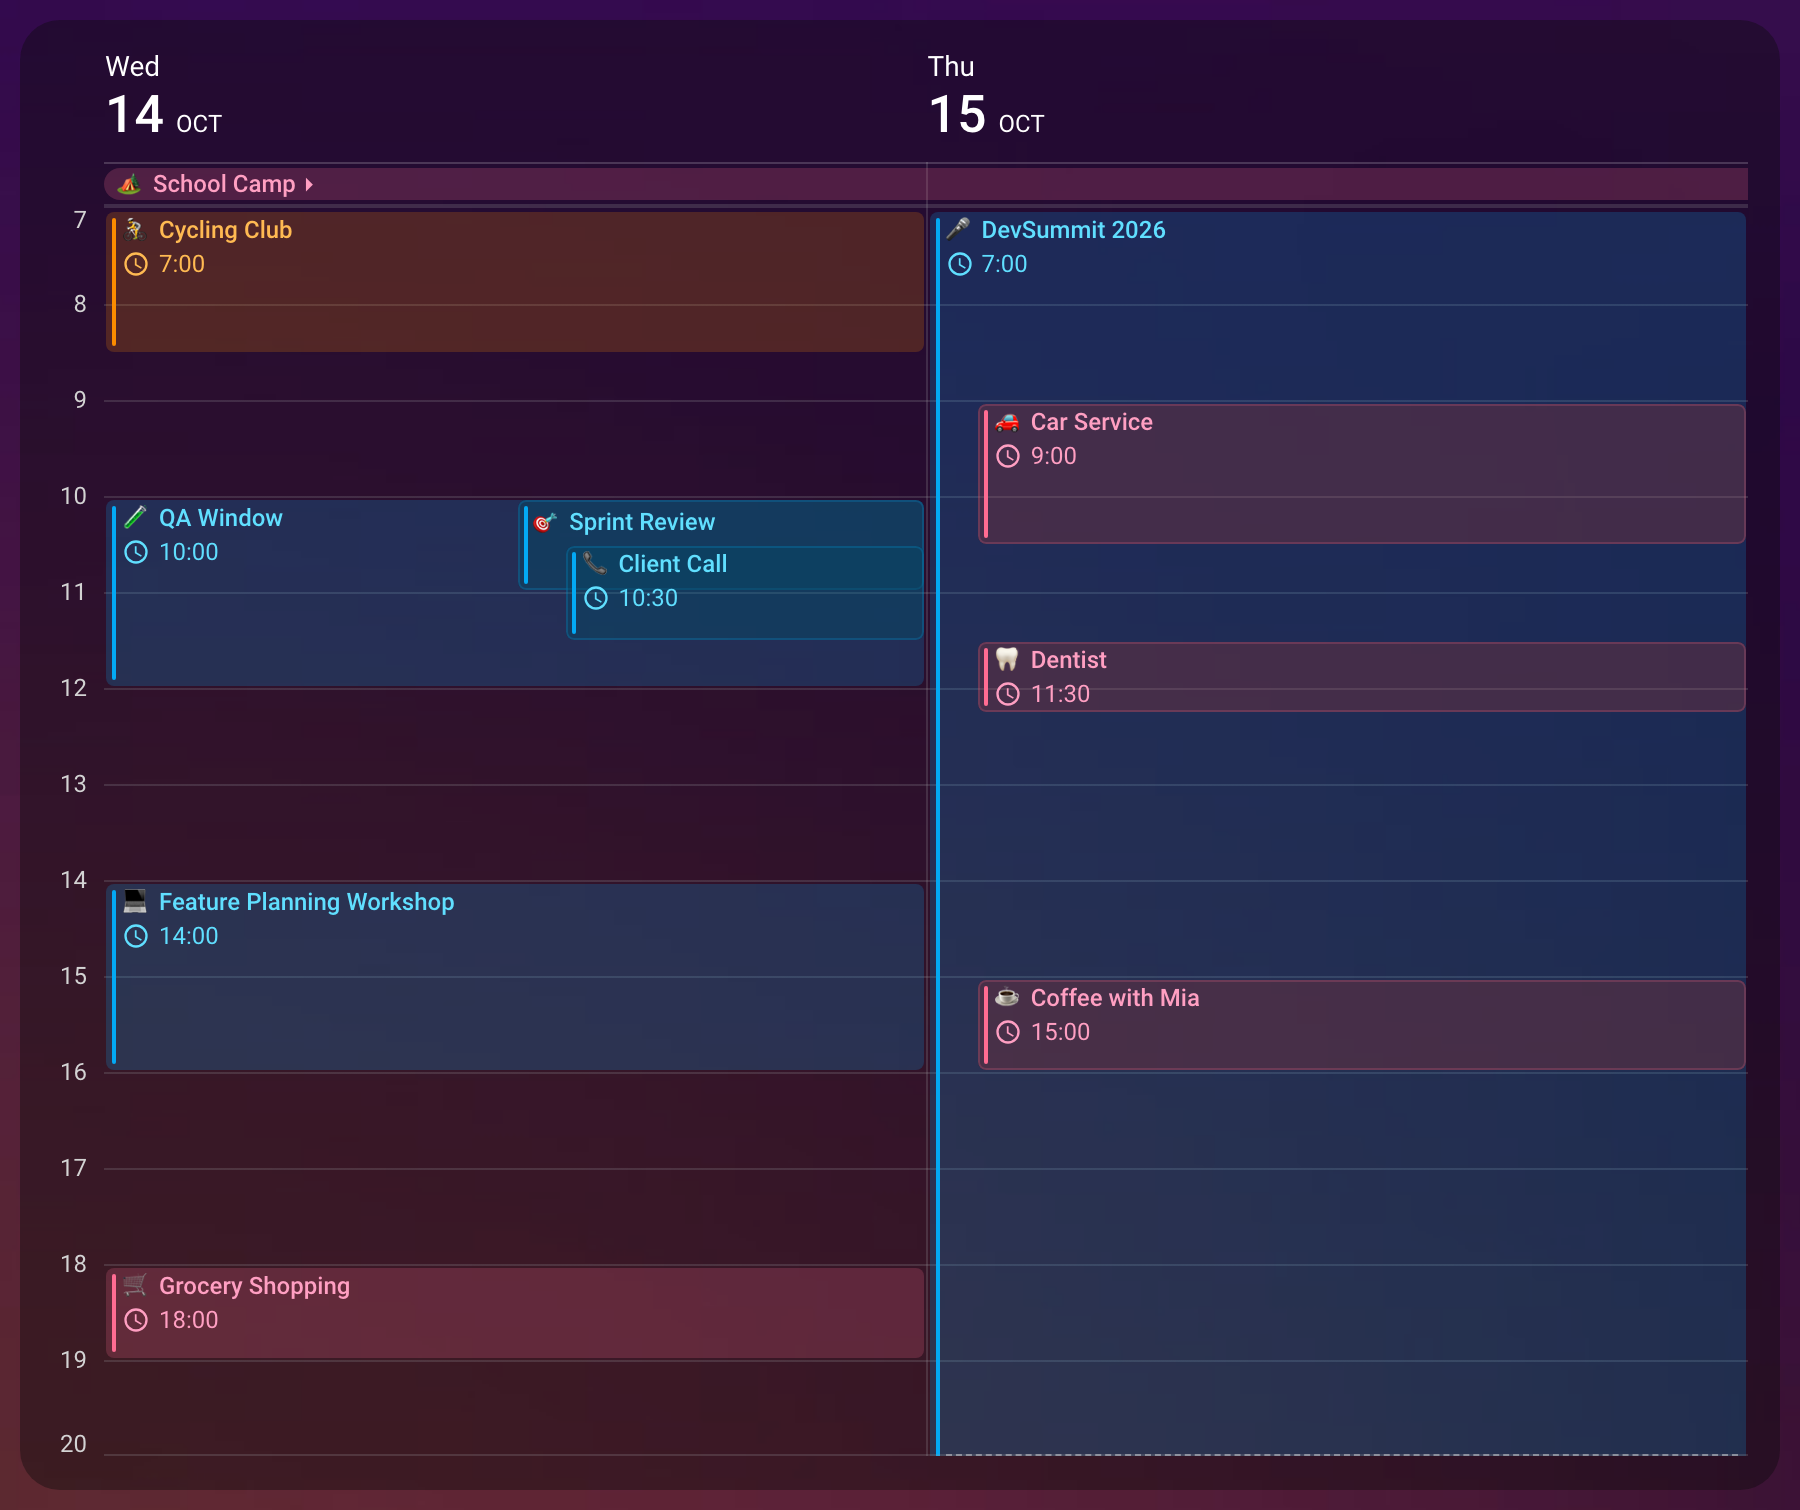 Wed
14 OCT
Thu
15 OCT
School Camp
7
Cycling Club
7:00
8
9
10
QA Window
10:00
Sprint Review
Client Call
10:30
11
12
13
14
Feature Planning Workshop
14:00
15
16
17
18
Grocery Shopping
18:00
19
20
DevSummit 2026
7:00
Car Service
9:00
Dentist
11:30
Coffee with Mia
15:00